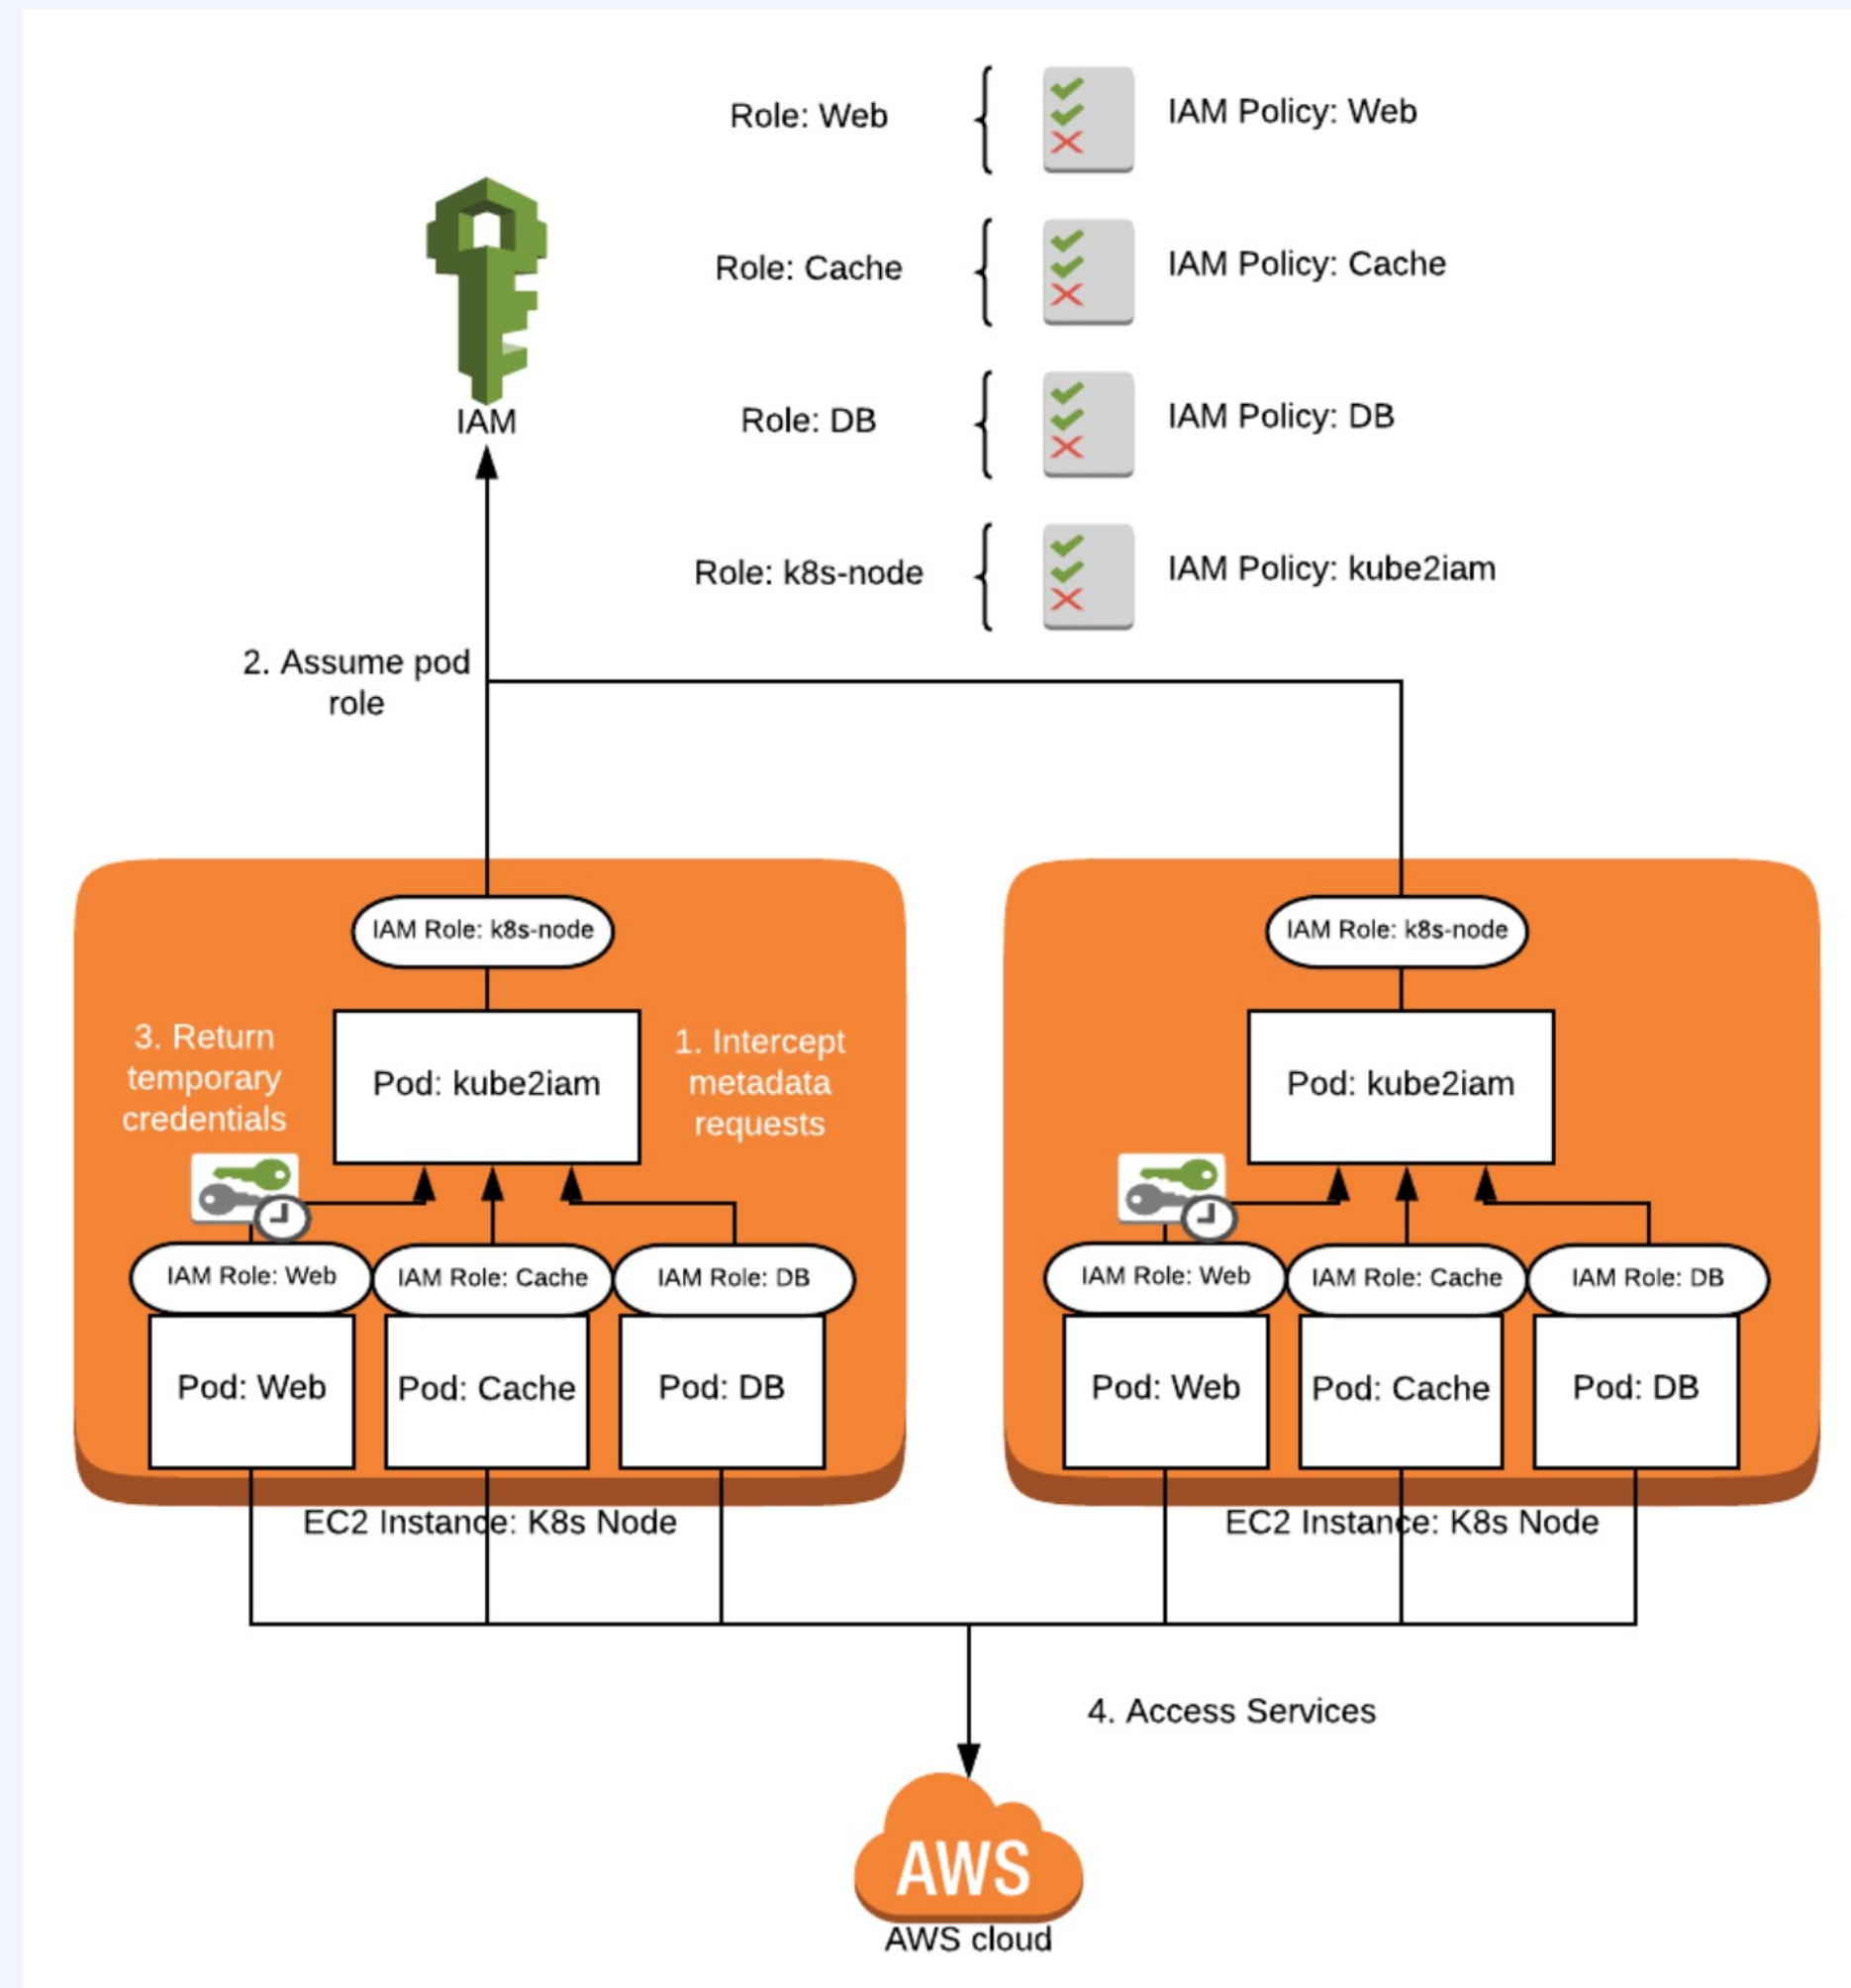 Role: Web
IAM Policy: Web
Role: Cache
IAM Policy: Cache
IAM
Role: DB
IAM Policy: DB
Role: k8s-node
IAM Policy: kube2iam
2. Assume pod
role
IAM Role: k8s-node
3. Return
temporary
credentials
Pod: kube2iam
1. Intercept
metadata
requests
IAM Role: Web
IAM Role: Cache
IAM Role: DB
Pod: Web
Pod: Cache
Pod: DB
EC2 Instance: K8s Node
IAM Role: k8s-node
Pod: kube2iam
IAM Role: Web
IAM Role: Cache
IAM Role: DB
Pod: Web
Pod: Cache
Pod: DB
EC2 Instance: K8s Node
4. Access Services
AWS
AWS cloud